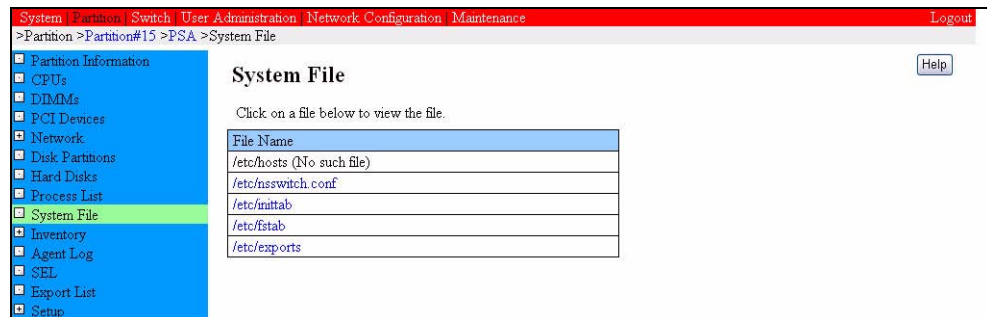 System | Partition | Switch | User Administration | Network Configuration | Maintenance Logout
>Partition >Partition#15 >PSA >System File
Partition Information
CPUs
DIMMs
PCI Devices
Network
Disk Partitions
Hard Disks
Process List
System File
Inventory
Agent Log
SEL
Export List
Setup
System File
Help
Click on a file below to view the file.
File Name
/etc/hosts (No such file)
/etc/nsswitch.conf
/etc/inittab
/etc/fstab
/etc/exports